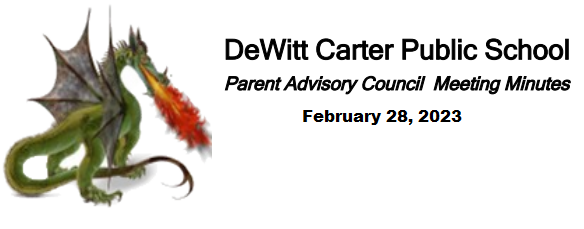 DeWitt Carter Public School
Parent Advisory Council Meeting Minutes
February 28, 2023